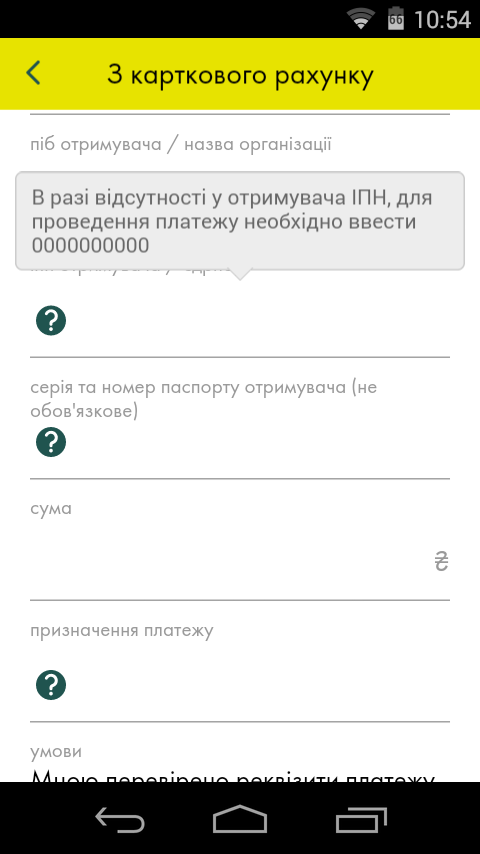 66
10:54
З карткового рахунку
піб отримувача / назва організації
В разі відсутності у отримувача ІПН, для
проведення платежу необхідно ввести
0000000000
?
серія та номер паспорту отримувача (не
обов'язкове)
?
сума
₴
призначення платежу
?
умови
Мною перевірено реквізити платежу